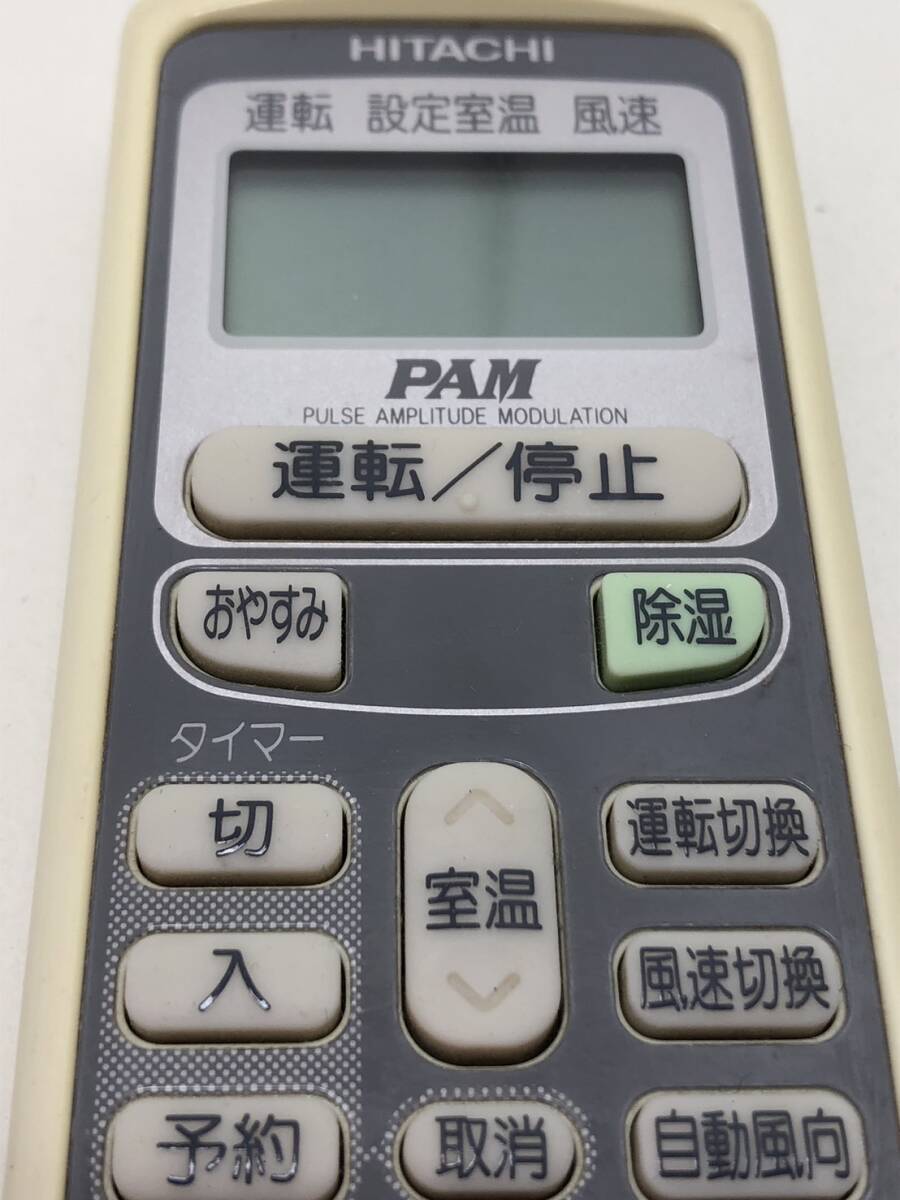 HITACHI
運転 設定室温 風速
PAM
PULSE AMPLITUDE MODULATION
運転／停止
おやすみ 除湿
タイマー
切 室温 運転切換
入 風速切換
予約 取消 自動風向